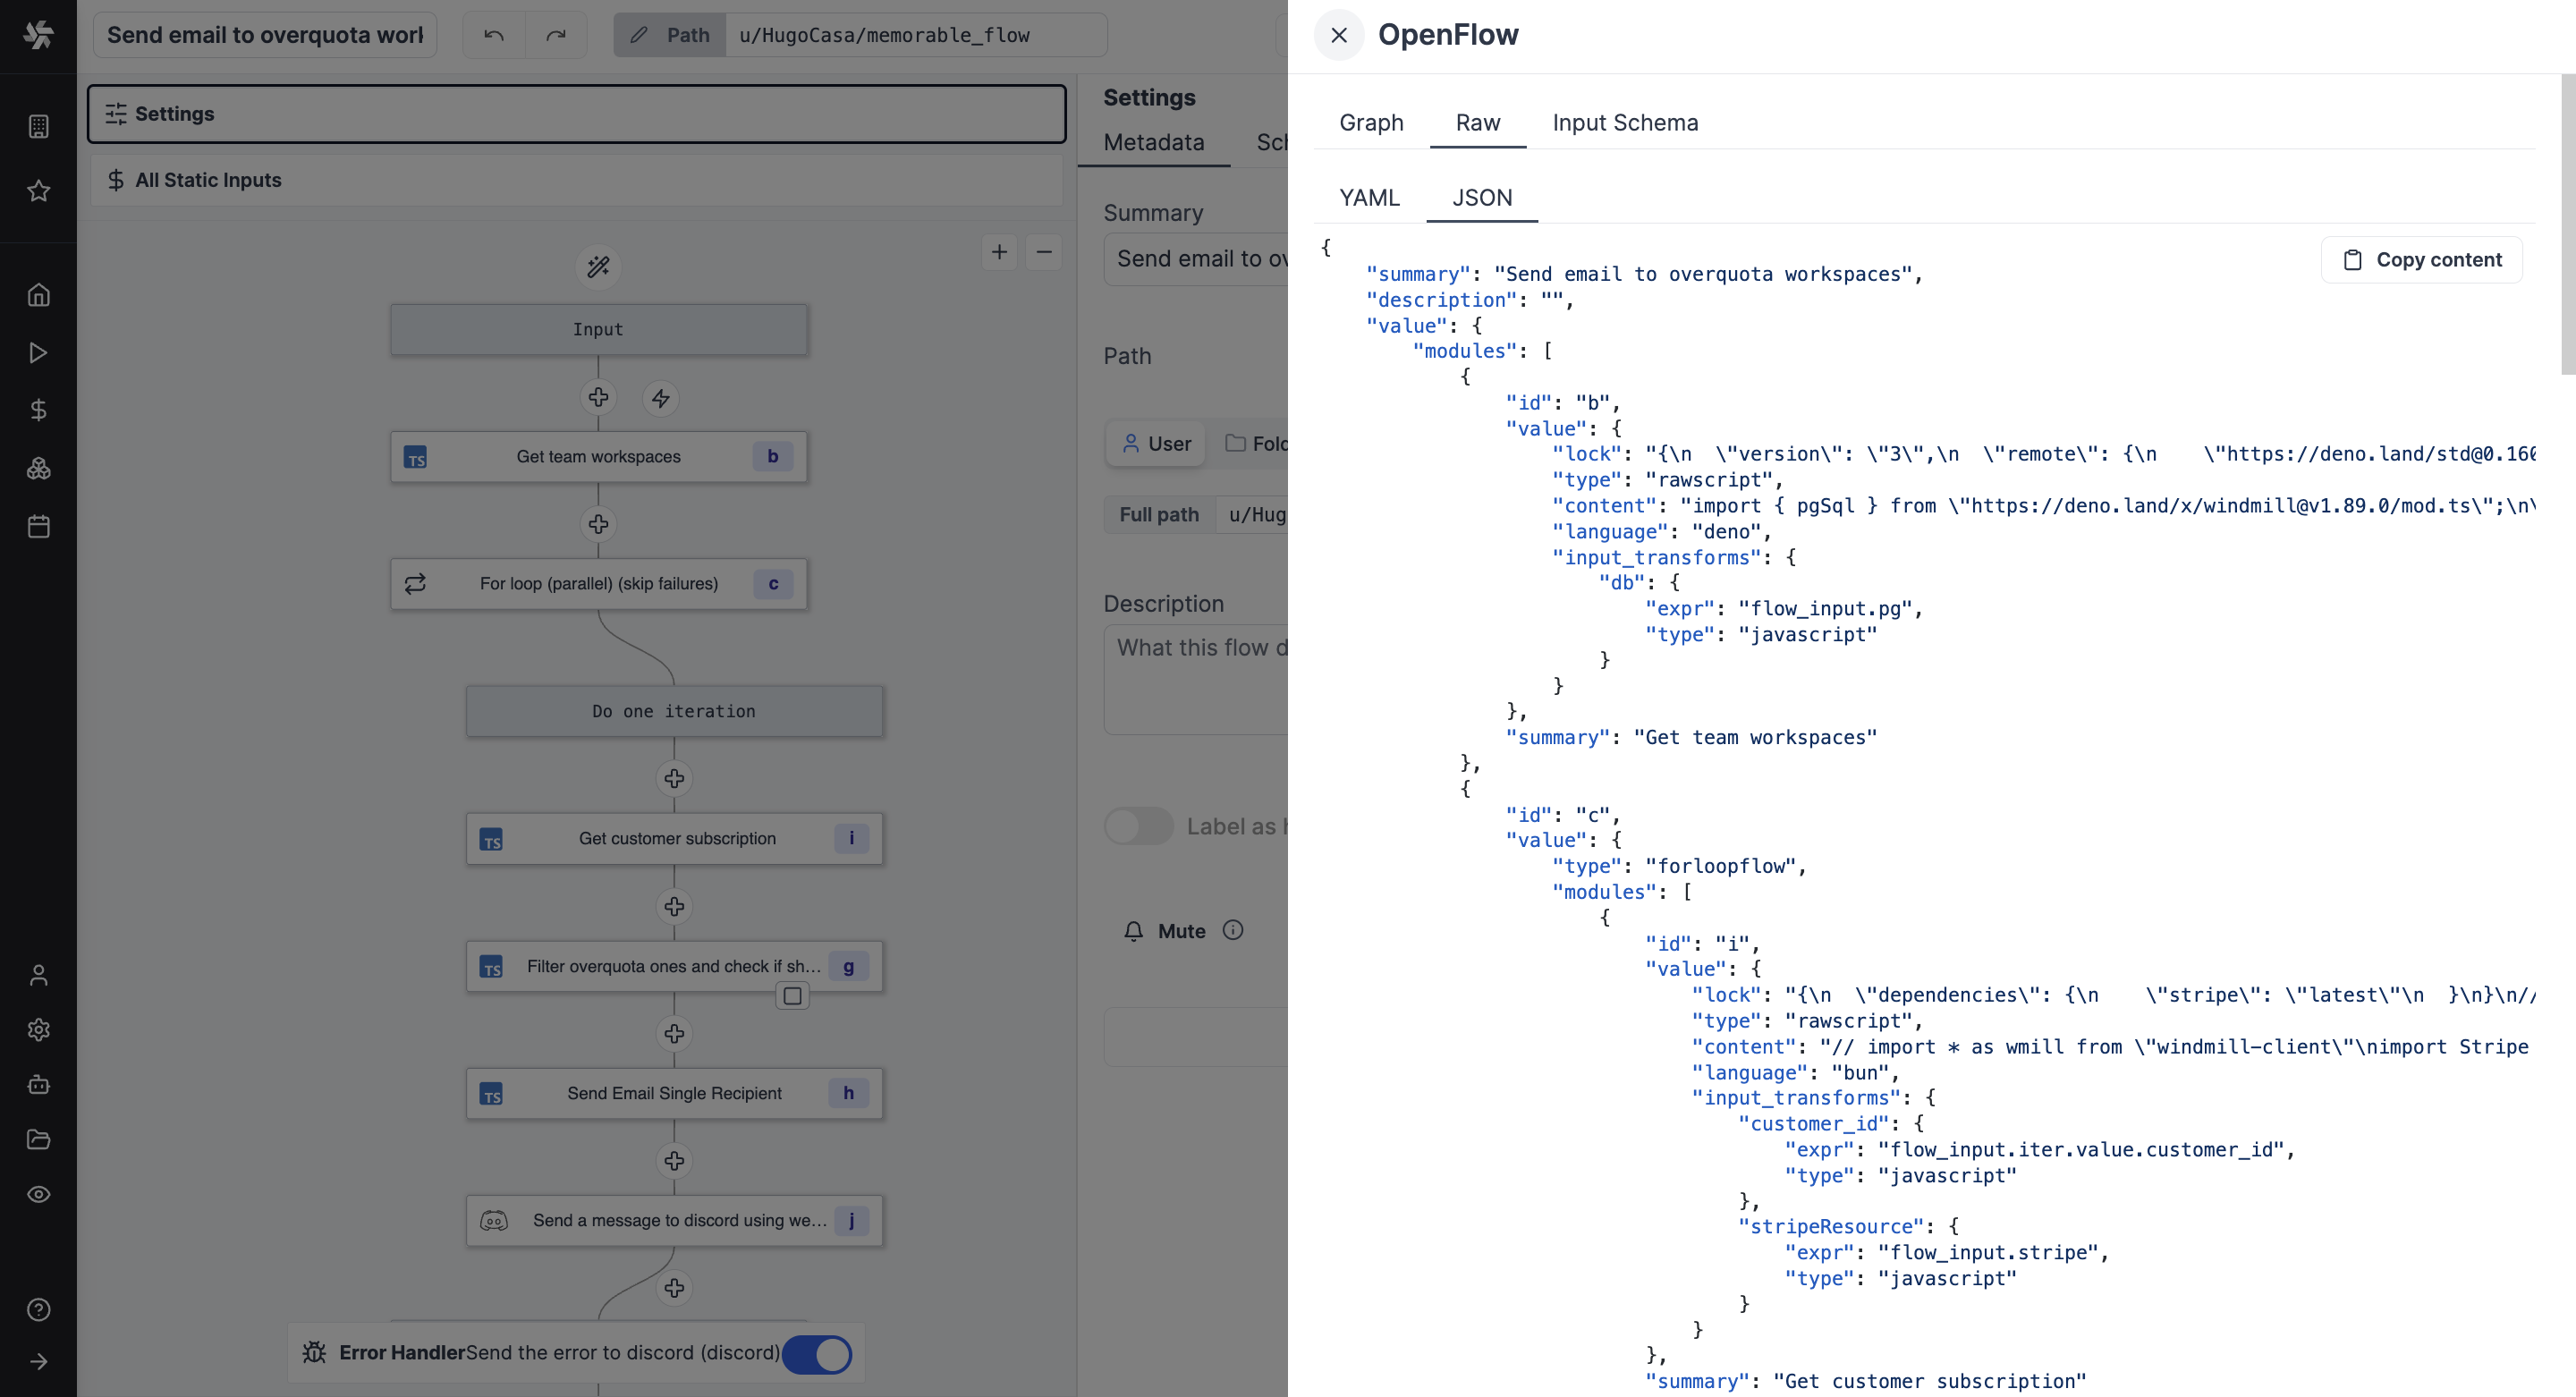 Send email to overquota work
Path
u/HugoCasa/memorable_flow
Settings
All Static Inputs
Input
Get team workspaces
b
For loop (parallel) (skip failures)
c
Do one iteration
Get customer subscription
i
Filter overquota ones and check if sh...
g
Send Email Single Recipient
h
Send a message to discord using we...
j
Error HandlerSend the error to discord (discord)
Settings
Metadata
Summary
Send email to ov
Path
User
Full path
u/Hug
Description
What this flow d
Label as
Mute
OpenFlow
Graph
Raw
Input Schema
YAML
JSON
Copy content
{
"summary": "Send email to overquota workspaces",
"description": "",
"value": {
"modules": [
{
"id": "b",
"value": {
"lock": "{\n  \"version\": \"3\",\n  \"remote\": {\n    \"https://deno.land/std@0.160
"type": "rawscript",
"content": "import { pgSql } from \"https://deno.land/x/windmill@v1.89.0/mod.ts\";\n\
"language": "deno",
"input_transforms": {
"db": {
"expr": "flow_input.pg",
"type": "javascript"
}
}
},
"summary": "Get team workspaces"
},
{
"id": "c",
"value": {
"type": "forloopflow",
"modules": [
{
"id": "i",
"value": {
"lock": "{\n  \"dependencies\": {\n    \"stripe\": \"latest\"\n  }\n}\n//
"type": "rawscript",
"content": "// import * as wmill from \"windmill-client\"\nimport Stripe
"language": "bun",
"input_transforms": {
"customer_id": {
"expr": "flow_input.iter.value.customer_id",
"type": "javascript"
},
"stripeResource": {
"expr": "flow_input.stripe",
"type": "javascript"
}
}
},
"summary": "Get customer subscription"